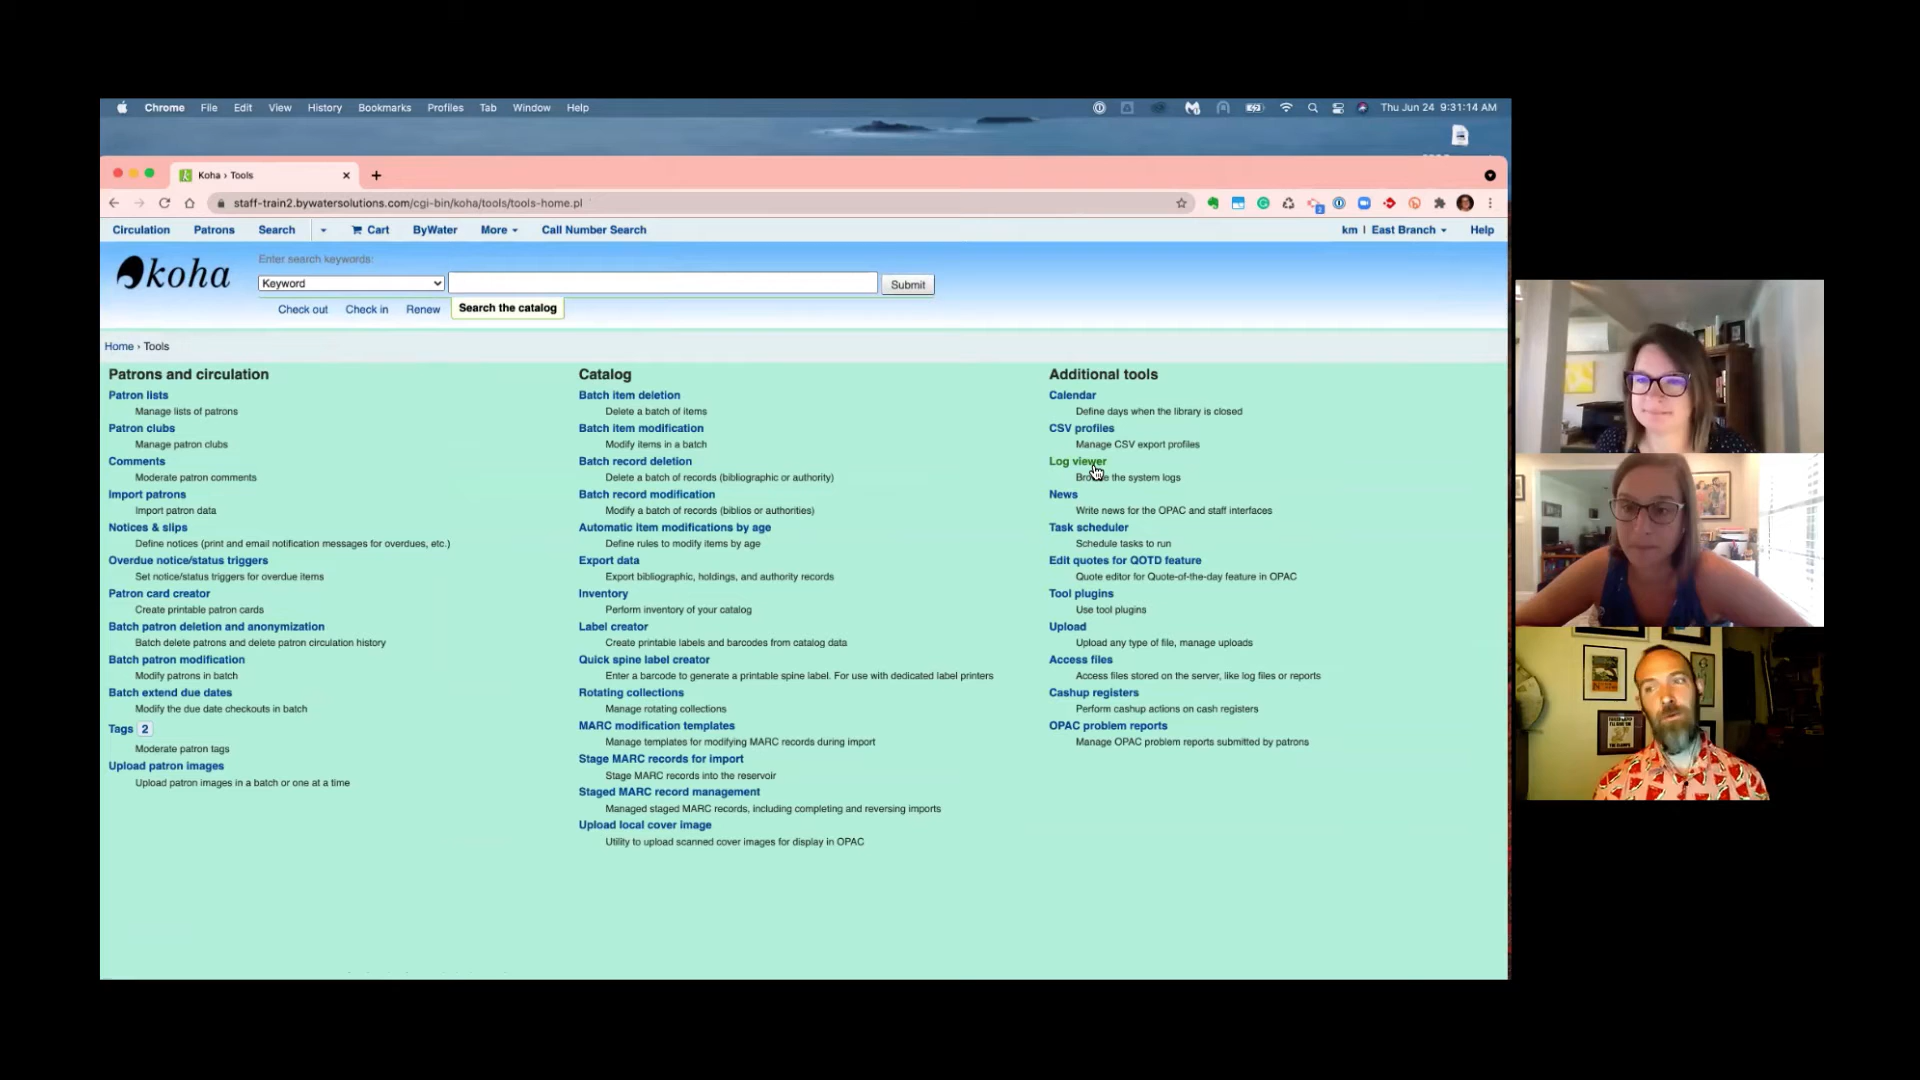 Chrome File Edit View History Bookmarks Profiles Tab Window Help Thu Jun 24 9:31:14 AM
Koha › Tools
staff-train2.bywatersolutions.com/cgi-bin/koha/tools/tools-home.pl
Circulation Patrons Search Cart ByWater More Call Number Search km | East Branch Help
koha
Enter search keywords:
Keyword Submit
Check out Check in Renew Search the catalog
Home › Tools
Patrons and circulation
Patron lists
Manage lists of patrons
Patron clubs
Manage patron clubs
Comments
Moderate patron comments
Import patrons
Import patron data
Notices & slips
Define notices (print and email notification messages for overdues, etc.)
Overdue notice/status triggers
Set notice/status triggers for overdue items
Patron card creator
Create printable patron cards
Batch patron deletion and anonymization
Batch delete patrons and delete patron circulation history
Batch patron modification
Modify patrons in batch
Batch extend due dates
Modify the due date checkouts in batch
Tags 2
Moderate patron tags
Upload patron images
Upload patron images in a batch or one at a time
Catalog
Batch item deletion
Delete a batch of items
Batch item modification
Modify items in a batch
Batch record deletion
Delete a batch of records (bibliographic or authority)
Batch record modification
Modify a batch of records (biblios or authorities)
Automatic item modifications by age
Define rules to modify items by age
Export data
Export bibliographic, holdings, and authority records
Inventory
Perform inventory of your catalog
Label creator
Create printable labels and barcodes from catalog data
Quick spine label creator
Enter a barcode to generate a printable spine label. For use with dedicated label printers
Rotating collections
Manage rotating collections
MARC modification templates
Manage templates for modifying MARC records during import
Stage MARC records for import
Stage MARC records into the reservoir
Staged MARC record management
Managed staged MARC records, including completing and reversing imports
Upload local cover image
Utility to upload scanned cover images for display in OPAC
Additional tools
Calendar
Define days when the library is closed
CSV profiles
Manage CSV export profiles
Log viewer
the system logs
News
Write news for the OPAC and staff interfaces
Task scheduler
Schedule tasks to run
Edit quotes for QOTD feature
Quote editor for Quote-of-the-day feature in OPAC
Tool plugins
Use tool plugins
Upload
Upload any type of file, manage uploads
Access files
Access files stored on the server, like log files or reports
Cashup registers
Perform cashup actions on cash registers
OPAC problem reports
Manage OPAC problem reports submitted by patrons